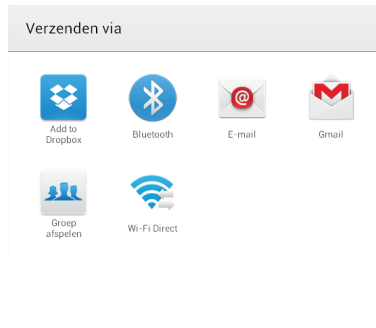 Verzenden via
Add to
Dropbox
Bluetooth
E-mail
Gmail
Groep
afspelen
Wi-Fi Direct